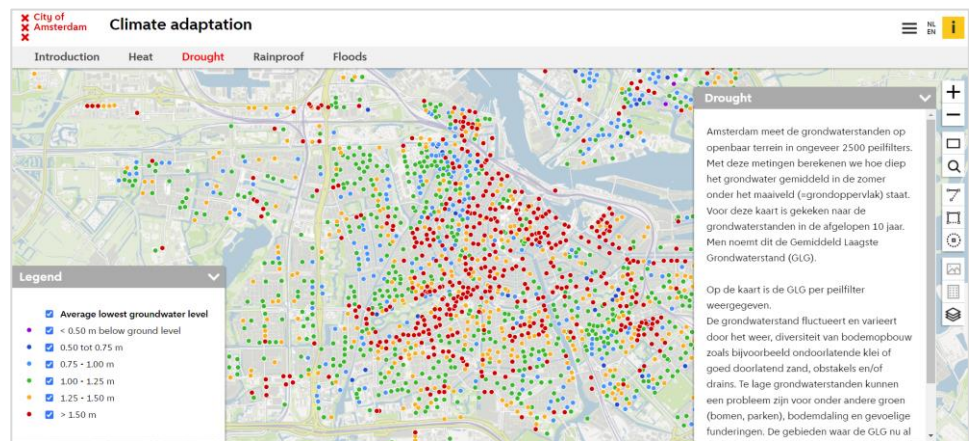 City of
Amsterdam
Climate adaptation
NL
EN
i
Introduction Heat Drought Rainproof Floods
Drought
Amsterdam meet de grondwaterstanden op
openbaar terrein in ongeveer 2500 peilfilters.
Met deze metingen berekenen we hoe diep
het grondwater gemiddeld in de zomer
onder het maaiveld (=grondoppervlak) staat.
Voor deze kaart is gekeken naar de
grondwaterstanden in de afgelopen 10 jaar.
Men noemt dit de Gemiddeld Laagste
Grondwaterstand (GLG).
Op de kaart is de GLG per peilfilter
weergegeven.
De grondwaterstand fluctueert en varieert
door het weer, diversiteit van bodemopbouw
zoals bijvoorbeeld ondoorlatende klei of
goed doorlatend zand, obstakels en/of
drains. Te lage grondwaterstanden kunnen
een probleem zijn voor onder andere groen
(bomen, parken), bodemdaling en gevoelige
funderingen. De gebieden waar de GLG nu al
Legend
Average lowest groundwater level
< 0.50 m below ground level
0.50 tot 0.75 m
0.75 - 1.00 m
1.00 - 1.25 m
1.25 - 1.50 m
> 1.50 m